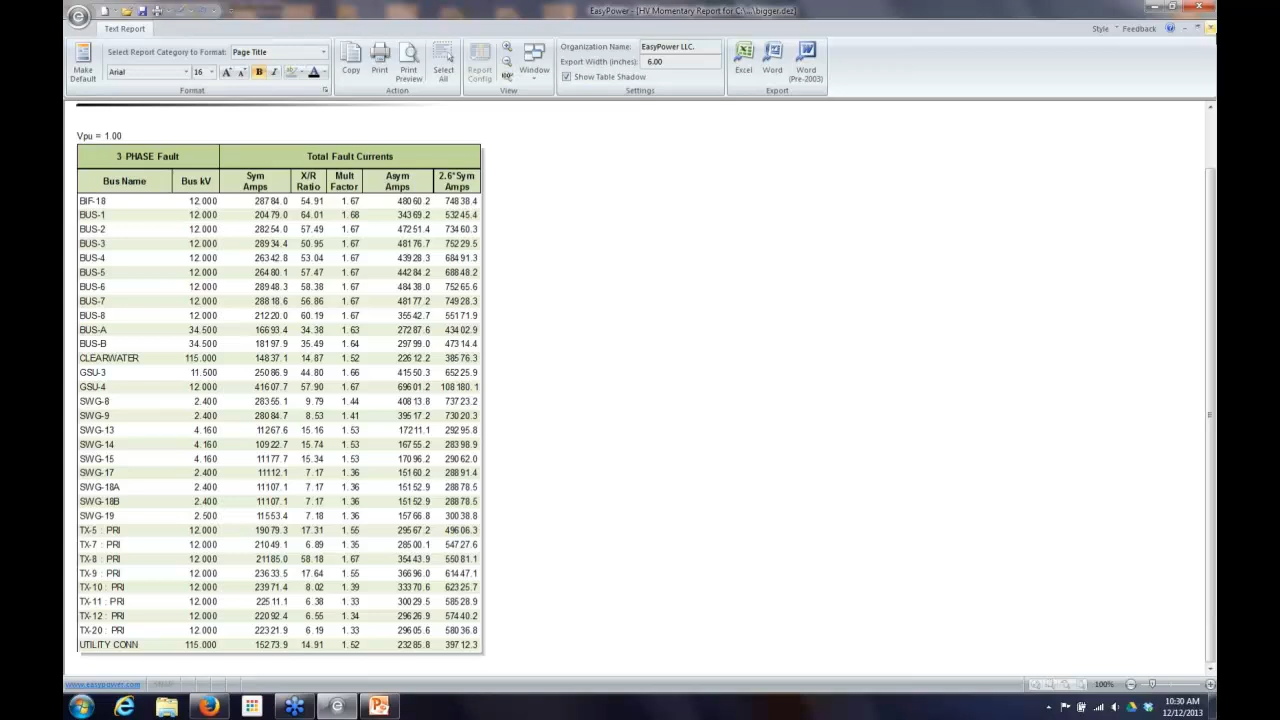 EasyPower - [HV Momentary Report for C:\...\bigger.dez]
Text Report
Style
Feedback
Make Default
Select Report Category to Format: Page Title
Arial 16 A A B I ab A
Format
Copy
Print
Print Preview
Select All
Action
Report Config
100%
Window
View
Organization Name: EasyPower LLC.
Export Width (inches): 6.00
Show Table Shadow
Settings
Excel
Word
Word (Pre-2003)
Export
Vpu = 1.00
3 PHASE Fault Total Fault Currents
Bus Name Bus kV Sym Amps X/R Ratio Mult Factor Asym Amps 2.6*Sym Amps
BIF-18 12.000 28784.0 54.91 1.67 48060.2 74838.4
BUS-1 12.000 20479.0 64.01 1.68 34369.2 53245.4
BUS-2 12.000 28254.0 57.49 1.67 47251.4 73460.3
BUS-3 12.000 28934.4 50.95 1.67 48176.7 75229.5
BUS-4 12.000 26342.8 53.04 1.67 43928.3 68491.3
BUS-5 12.000 26480.1 57.47 1.67 44284.2 68848.2
BUS-6 12.000 28948.3 58.38 1.67 48438.0 75265.6
BUS-7 12.000 28818.6 56.86 1.67 48177.2 74928.3
BUS-8 12.000 21220.0 60.19 1.67 35542.7 55171.9
BUS-A 34.500 16693.4 34.38 1.63 27287.6 43402.9
BUS-B 34.500 18197.9 35.49 1.64 29799.0 47314.4
CLEARWATER 115.000 14837.1 14.87 1.52 22612.2 38576.3
GSU-3 11.500 25086.9 44.80 1.66 41550.3 65225.9
GSU-4 12.000 41607.7 57.90 1.67 69601.2 108180.1
SWG-8 2.400 28355.1 9.79 1.44 40813.8 73723.2
SWG-9 2.400 28084.7 8.53 1.41 39517.2 73020.3
SWG-13 4.160 11267.6 15.16 1.53 17211.1 29295.8
SWG-14 4.160 10922.7 15.74 1.53 16755.2 28398.9
SWG-15 4.160 11177.7 15.34 1.53 17096.2 29062.0
SWG-17 2.400 11112.1 7.17 1.36 15160.2 28891.4
SWG-18A 2.400 11107.1 7.17 1.36 15152.9 28878.5
SWG-18B 2.400 11107.1 7.17 1.36 15152.9 28878.5
SWG-19 2.500 11553.4 7.18 1.36 15766.8 30038.8
TX-5 : PRI 12.000 19079.3 17.31 1.55 29567.2 49606.3
TX-7 : PRI 12.000 21049.1 6.89 1.35 28500.1 54727.6
TX-8 : PRI 12.000 21185.0 58.18 1.67 35443.9 55081.1
TX-9 : PRI 12.000 23633.5 17.64 1.55 36696.0 61447.1
TX-10 : PRI 12.000 23971.4 8.02 1.39 33370.6 62325.7
TX-11 : PRI 12.000 22511.1 6.38 1.33 30029.5 58528.9
TX-12 : PRI 12.000 22092.4 6.55 1.34 29626.9 57440.2
TX-20 : PRI 12.000 22321.9 6.19 1.33 29605.6 58036.8
UTILITY CONN 115.000 15273.9 14.91 1.52 23285.8 39712.3
www.easypower.com
100%
10:30 AM
12/12/2013